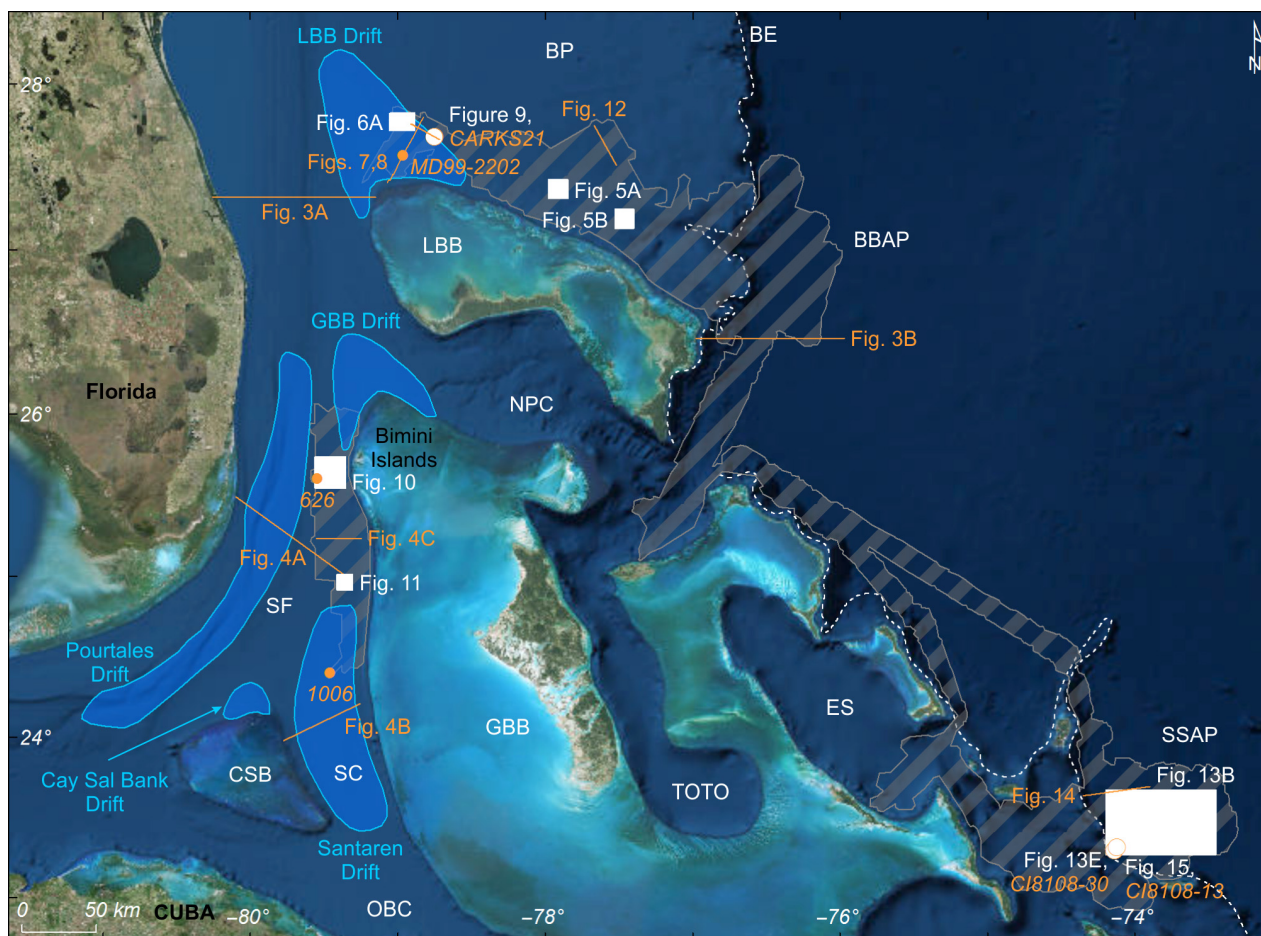 LBB Drift
BP
BE
N
28°
Fig. 12
Fig. 6A
Figure 9,
CARKS21
Figs. 7,8
MD99-2202
Fig. 5A
Fig. 3A
Fig. 5B
LBB
BBAP
GBB Drift
Fig. 3B
Florida
NPC
26°
Bimini
Islands
Fig. 10
626
Fig. 4C
Fig. 4A
Fig. 11
SF
Pourtales
Drift
1006
ES
Fig. 4B
GBB
24°
SSAP
Cay Sal Bank
Drift
CSB
SC
TOTO
Fig. 13B
Fig. 14
Santaren
Drift
Fig. 13E,
CI8108-30
Fig. 15,
CI8108-13
0 50 km
CUBA
−80°
OBC
−78°
−76°
−74°